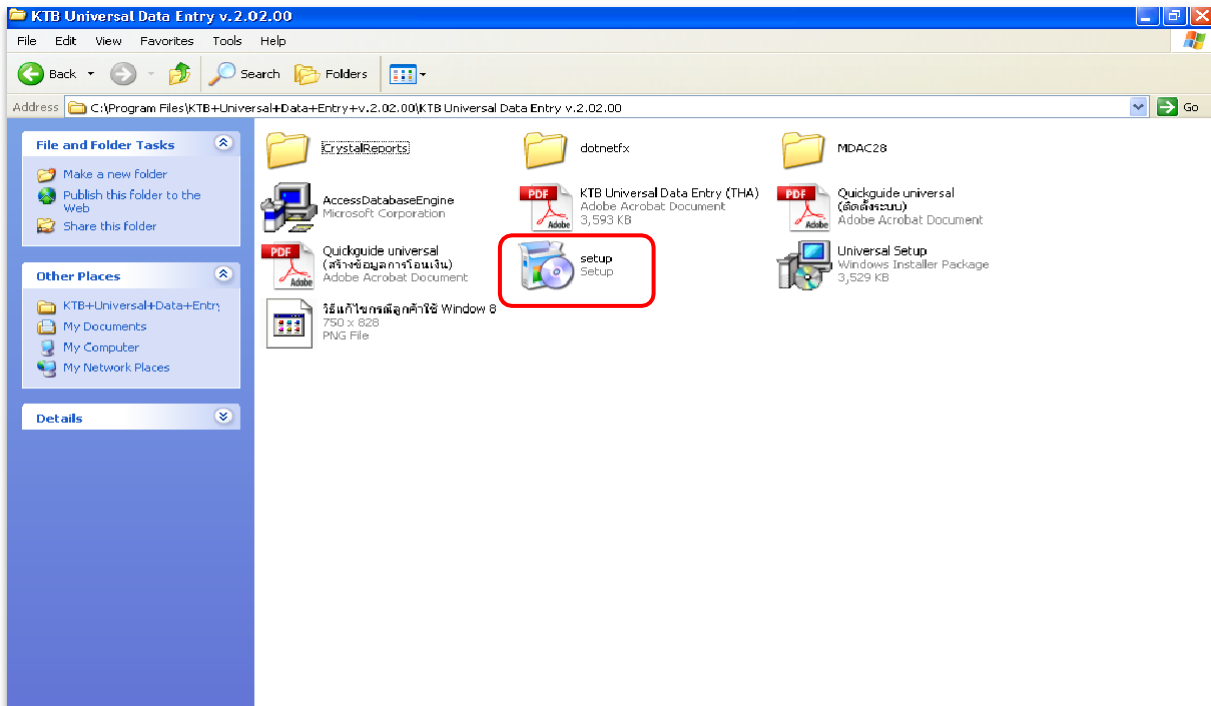 KTB Universal Data Entry v.2.02.00
File Edit View Favorites Tools Help
Back Search Folders
Address C:\Program Files\KTB+Universal+Data+Entry+v.2.02.00\KTB Universal Data Entry v.2.02.00 Go
File and Folder Tasks
Make a new folder
Publish this folder to the
Web
Share this folder
Other Places
KTB+Universal+Data+Entry
My Documents
My Computer
My Network Places
Details
CrystalReports
dotnetfx
MDAC28
AccessDatabaseEngine
Microsoft Corporation
PDF
Adobe
KTB Universal Data Entry (THA)
Adobe Acrobat Document
3,593 KB
PDF
Adobe
Quickguide universal
(ติดตั้งระบบ)
Adobe Acrobat Document
PDF
Adobe
Quickguide universal
(สร้างข้อมูลการโอนเงิน)
Adobe Acrobat Document
setup
Setup
Universal Setup
Windows Installer Package
3,529 KB
วิธีแก้ไขกรณีลูกค้าใช้ Window 8
750 x 828
PNG File